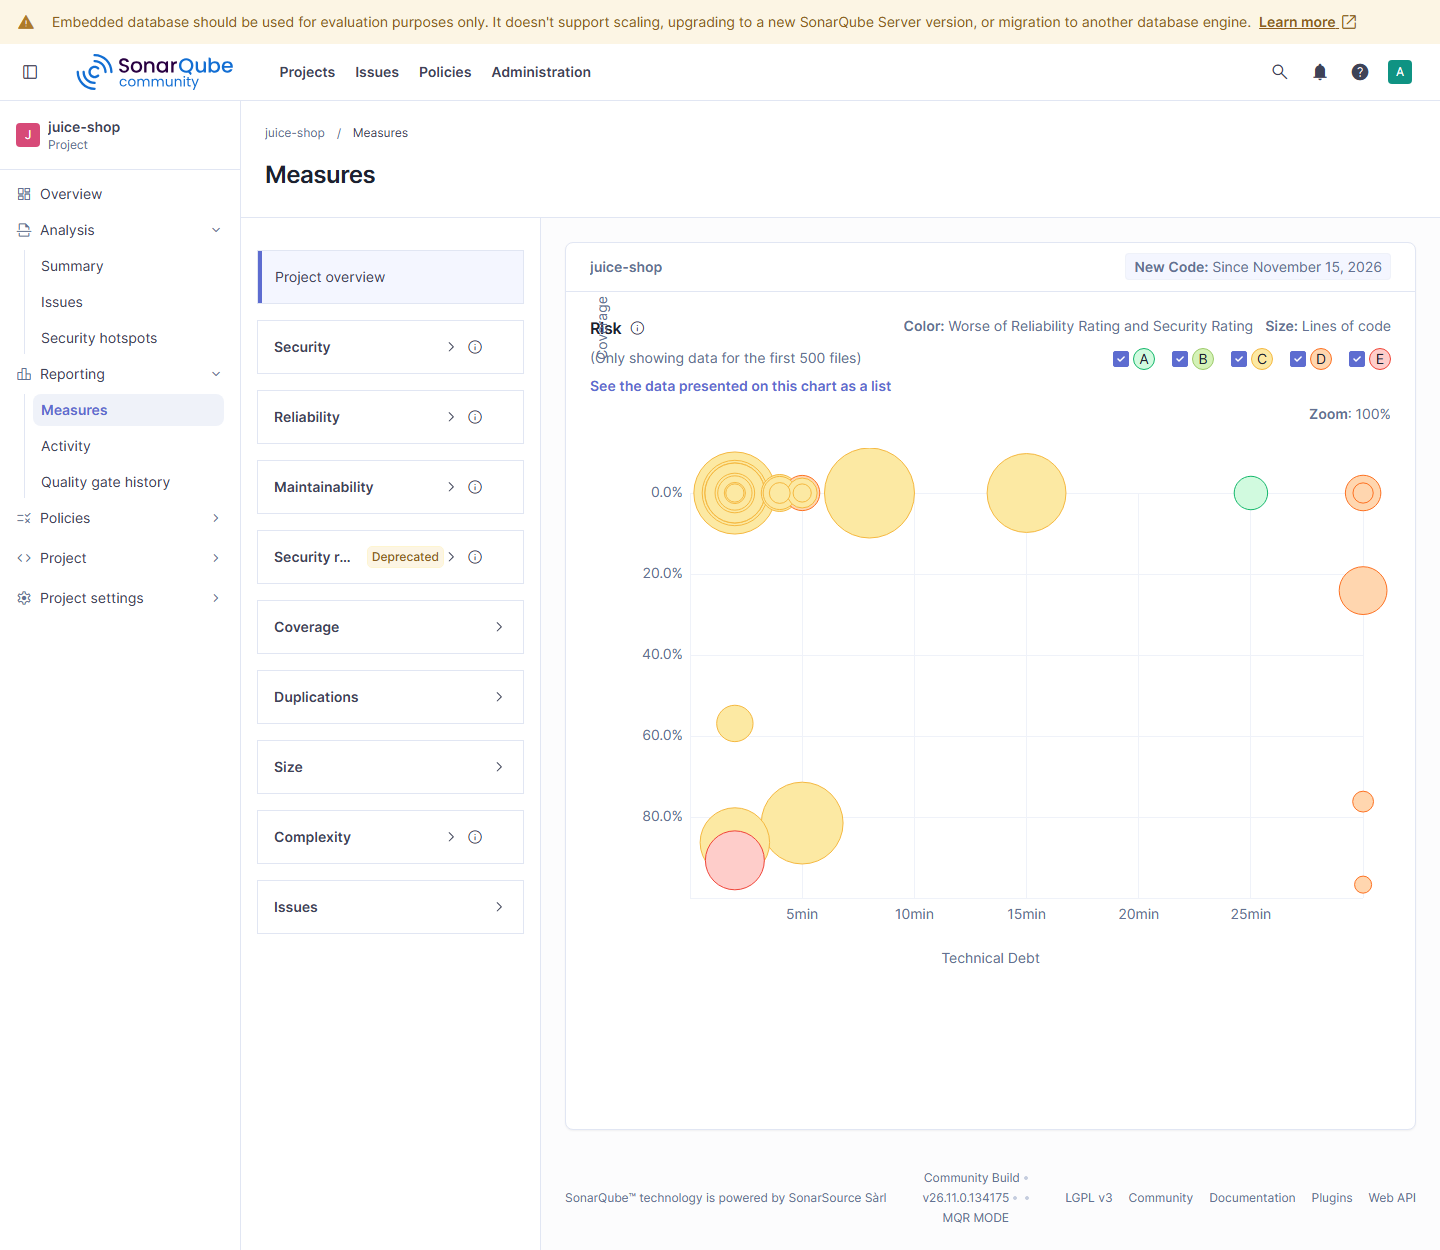 Embedded database should be used for evaluation purposes only. It doesn't support scaling, upgrading to a new SonarQube Server version, or migration to another database engine. Learn more
SonarQube community
Projects Issues Policies Administration
A
J
juice-shop
Project
Overview
Analysis
Summary
Issues
Security hotspots
Reporting
Measures
Activity
Quality gate history
Policies
Project
Project settings
juice-shop / Measures
Measures
Project overview
Security
Reliability
Maintainability
Security r... Deprecated
Coverage
Duplications
Size
Complexity
Issues
juice-shop
New Code: Since November 15, 2026
Risk
Color: Worse of Reliability Rating and Security Rating Size: Lines of code
(Only showing data for the first 500 files)
A B C D E
See the data presented on this chart as a list
Zoom: 100%
Coverage
0.0%
20.0%
40.0%
60.0%
80.0%
5min 10min 15min 20min 25min
Technical Debt
SonarQube™ technology is powered by SonarSource Sàrl
Community Build •
v26.11.0.134175 • •
MQR MODE
LGPL v3 Community Documentation Plugins Web API